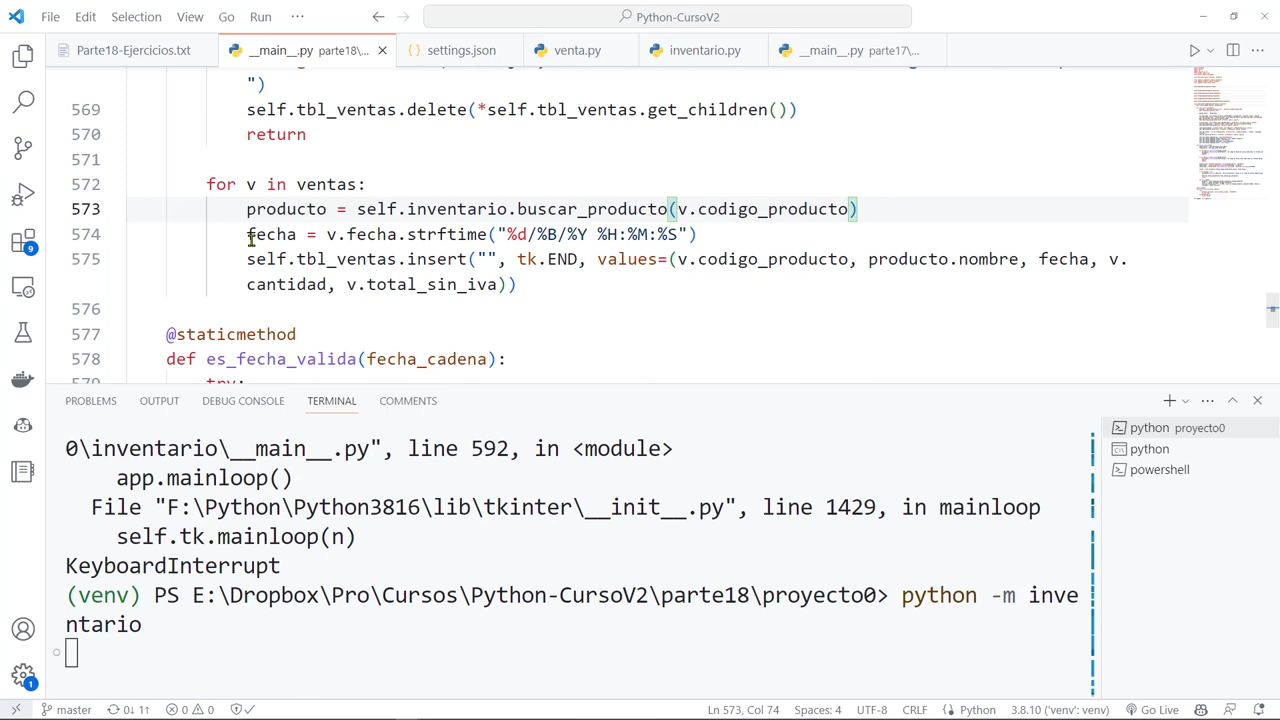 File Edit Selection View Go Run ··· Python-CursoV2
Parte18-Ejercicios.txt __main__.py parte18\... settings.json venta.py inventario.py __main__.py parte17\...
")
569 self.tbl_ventas.delete(
570 return
571
572 for v in ventas:
573 producto = self.inventario.buscar_producto(v.codigo_producto)
574 fecha = v.fecha.strftime("%d/%B/%Y %H:%M:%S")
575 self.tbl_ventas.insert("", tk.END, values=(v.codigo_producto, producto.nombre, fecha, v.
cantidad, v.total_sin_iva))
576
577 @staticmethod
578 def es_fecha_valida(fecha_cadena):
579 try:
PROBLEMS OUTPUT DEBUG CONSOLE TERMINAL COMMENTS
0\inventario\__main__.py", line 592, in <module>
app.mainloop()
File "F:\Python\Python3816\lib\tkinter\__init__.py", line 1429, in mainloop
self.tk.mainloop(n)
KeyboardInterrupt
(venv) PS E:\Dropbox\Pro\Cursos\Python-CursoV2\parte18\proyecto0> python -m inve
ntario
python proyecto0
python
powershell
master 0↓ 1↑ 0 0 Ln 573, Col 74 Spaces: 4 UTF-8 CRLF Python 3.8.10 ('venv': venv) Go Live